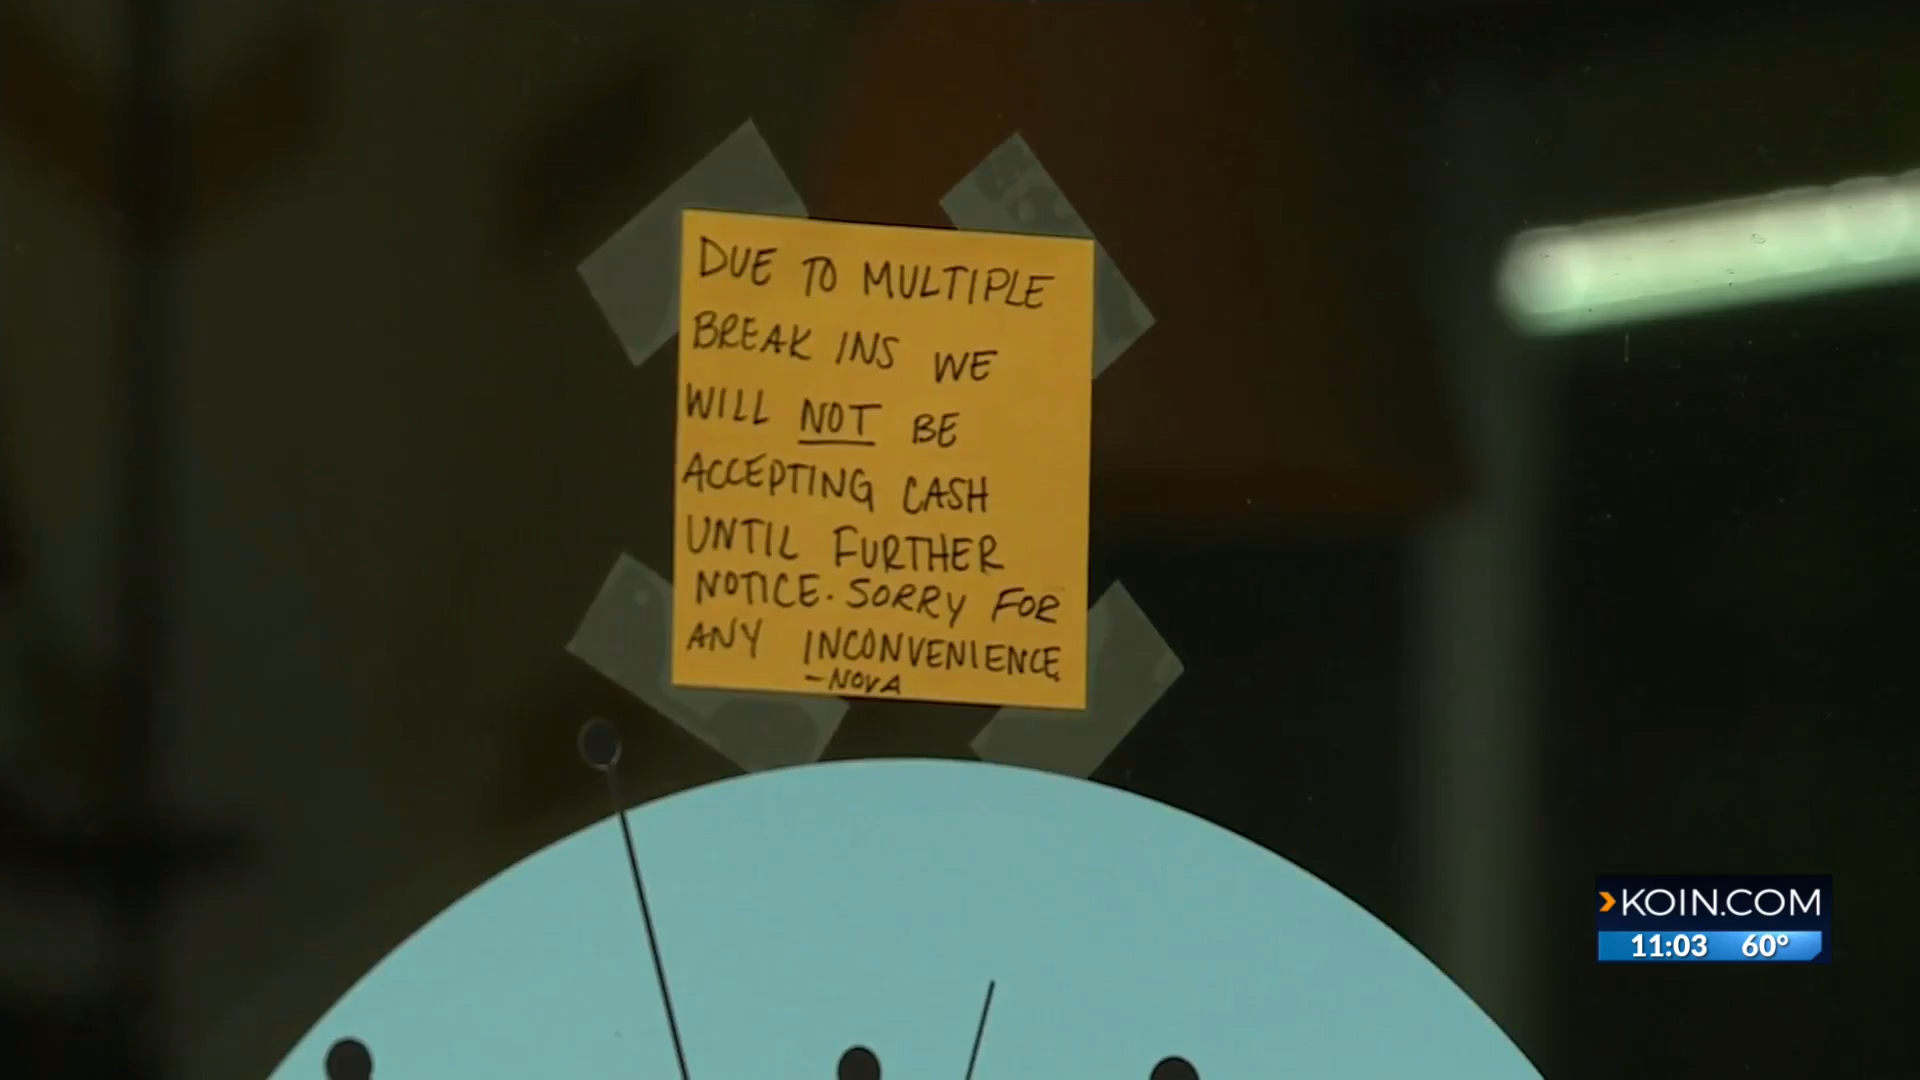 DUE TO MULTIPLE
BREAK INS WE
WILL NOT BE
ACCEPTING CASH
UNTIL FURTHER
NOTICE. SORRY FOR
ANY INCONVENIENCE
-NOVA
KOIN.COM
11:03 60°